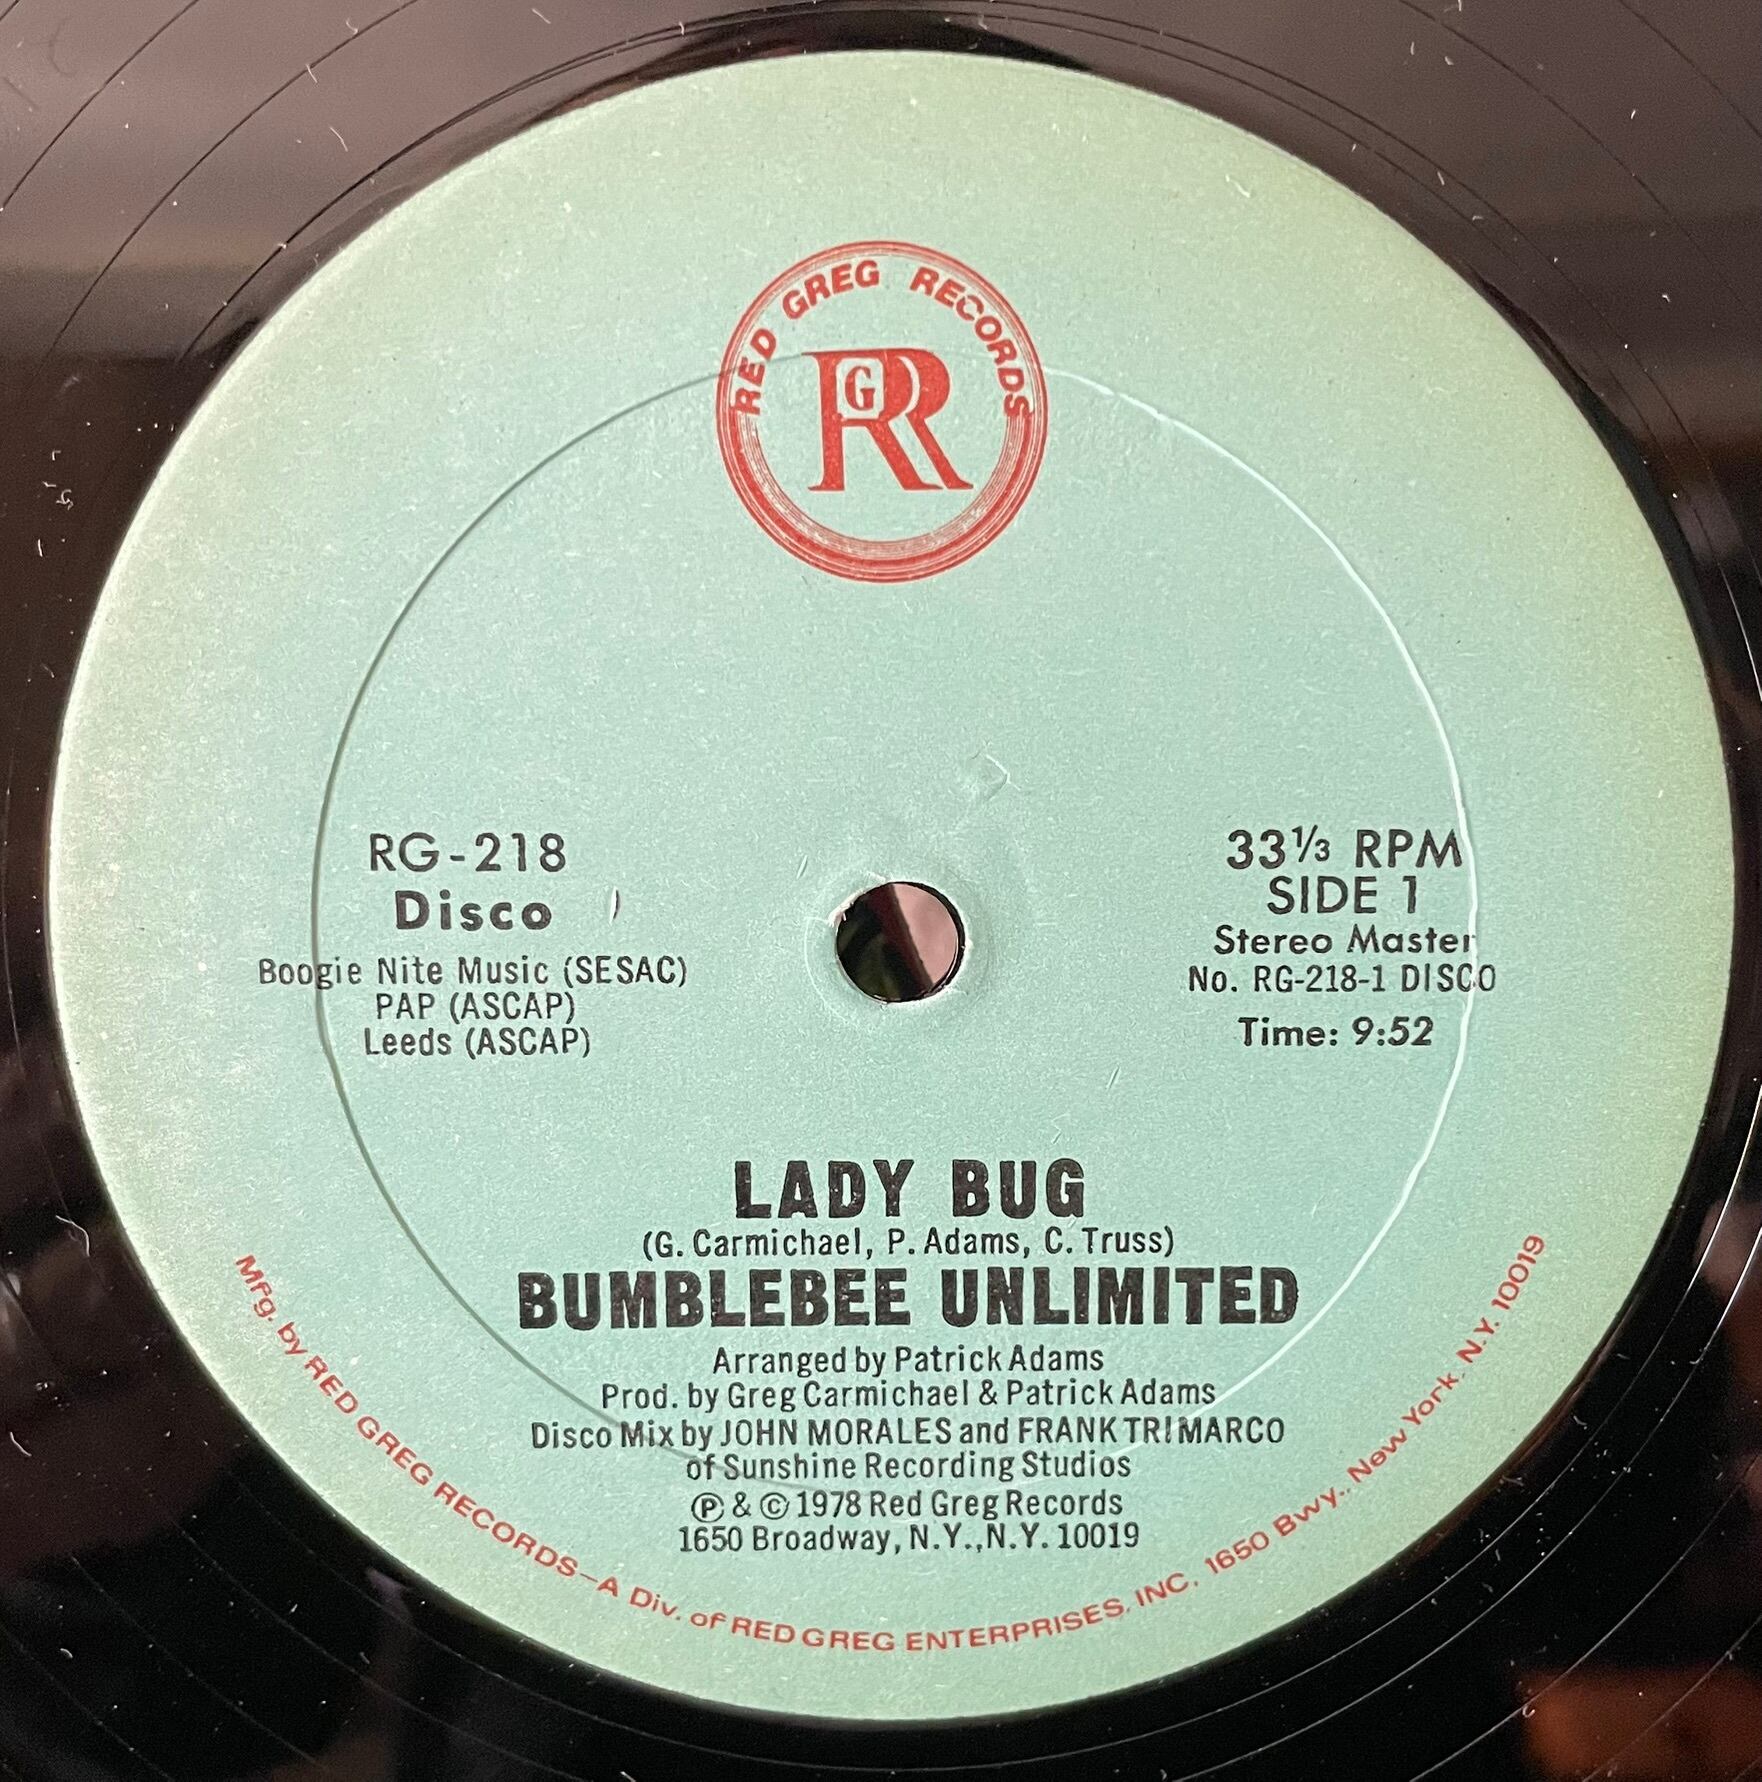 RED GREG RECORDS
RGR
RG-218
Disco
Boogie Nite Music (SESAC)
PAP (ASCAP)
Leeds (ASCAP)
33⅓ RPM
SIDE 1
Stereo Master
No. RG-218-1 DISCO
Time: 9:52
LADY BUG
(G. Carmichael, P. Adams, C. Truss)
BUMBLEBEE UNLIMITED
Arranged by Patrick Adams
Prod. by Greg Carmichael & Patrick Adams
Disco Mix by JOHN MORALES and FRANK TRIMARCO
of Sunshine Recording Studios
℗ & © 1978 Red Greg Records
1650 Broadway, N.Y., N.Y. 10019
Mfg. by RED GREG RECORDS—A Div. of RED GREG ENTERPRISES, INC. 1650 Bwy., New York, N.Y. 10019